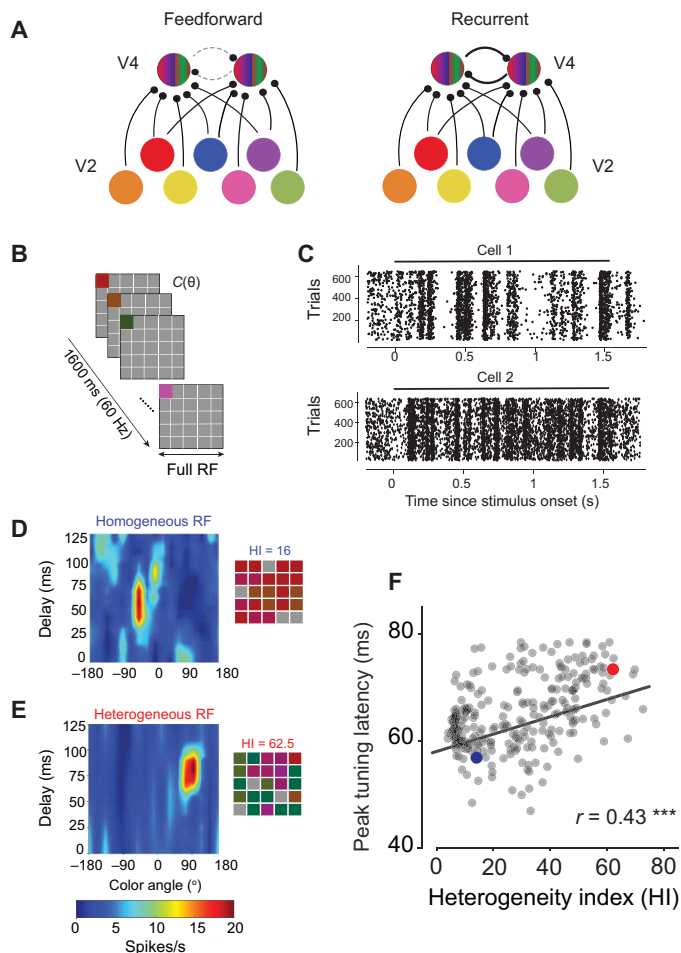 A
Feedforward
Recurrent
V4
V4
V2
V2
B
C(θ)
1600 ms (60 Hz)
Full RF
C
Cell 1
Trials
600
400
200
0
0.5
1
1.5
Cell 2
Trials
600
400
200
0
0.5
1
1.5
Time since stimulus onset (s)
D
Homogeneous RF
Delay (ms)
125
100
75
50
25
0
−180
−90
0
90
180
HI = 16
E
Heterogeneous RF
Delay (ms)
125
100
75
50
25
0
−180
−90
0
90
180
Color angle (°)
HI = 62.5
0
5
10
15
20
Spikes/s
F
Peak tuning latency (ms)
80
60
40
0
20
40
60
80
r = 0.43 ***
Heterogeneity index (HI)